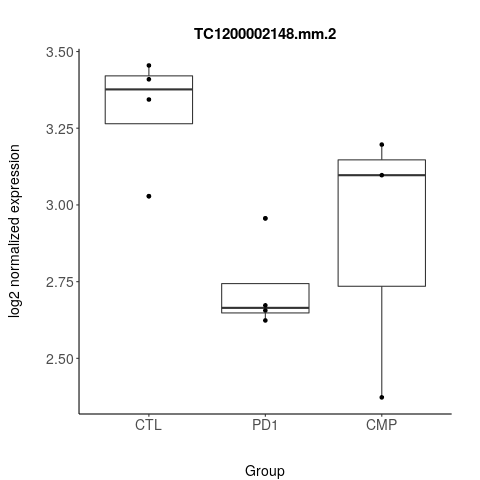 TC1200002148.mm.2
log2 normalized expression
3.50
3.25
3.00
2.75
2.50
CTL PD1 CMP
Group